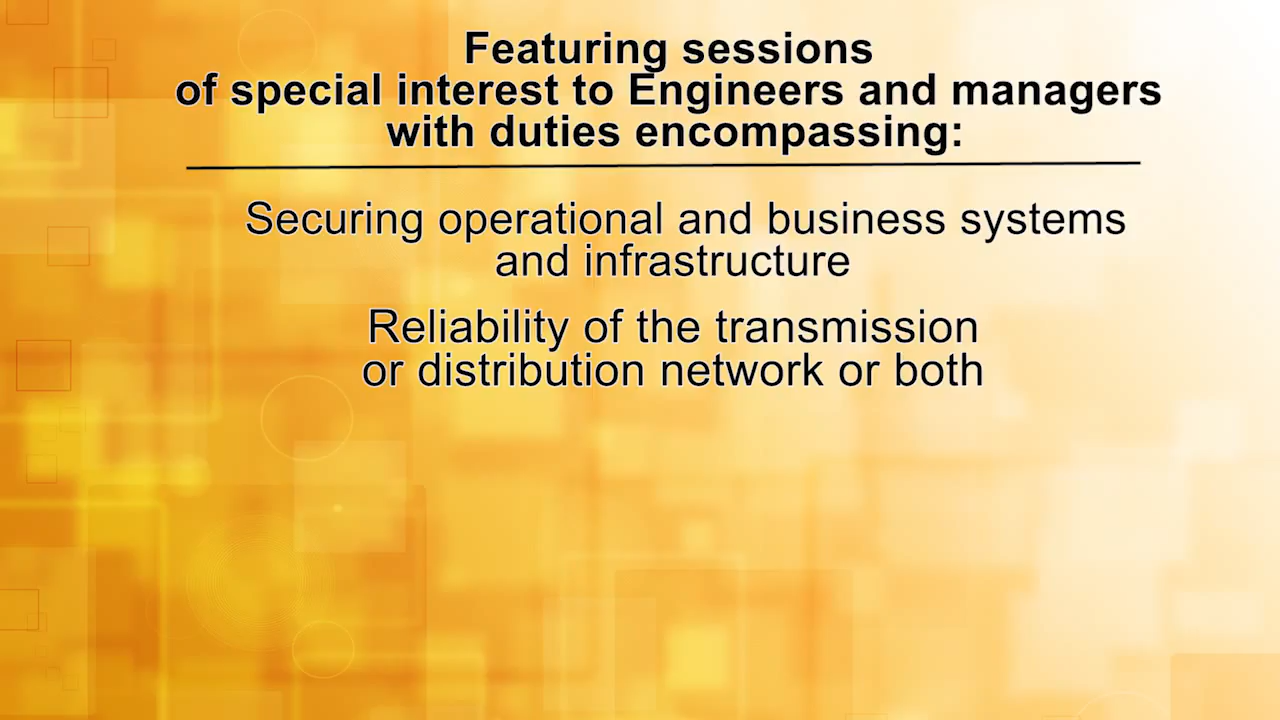 Featuring sessions
of special interest to Engineers and managers
with duties encompassing:
Securing operational and business systems
and infrastructure
Reliability of the transmission
or distribution network or both